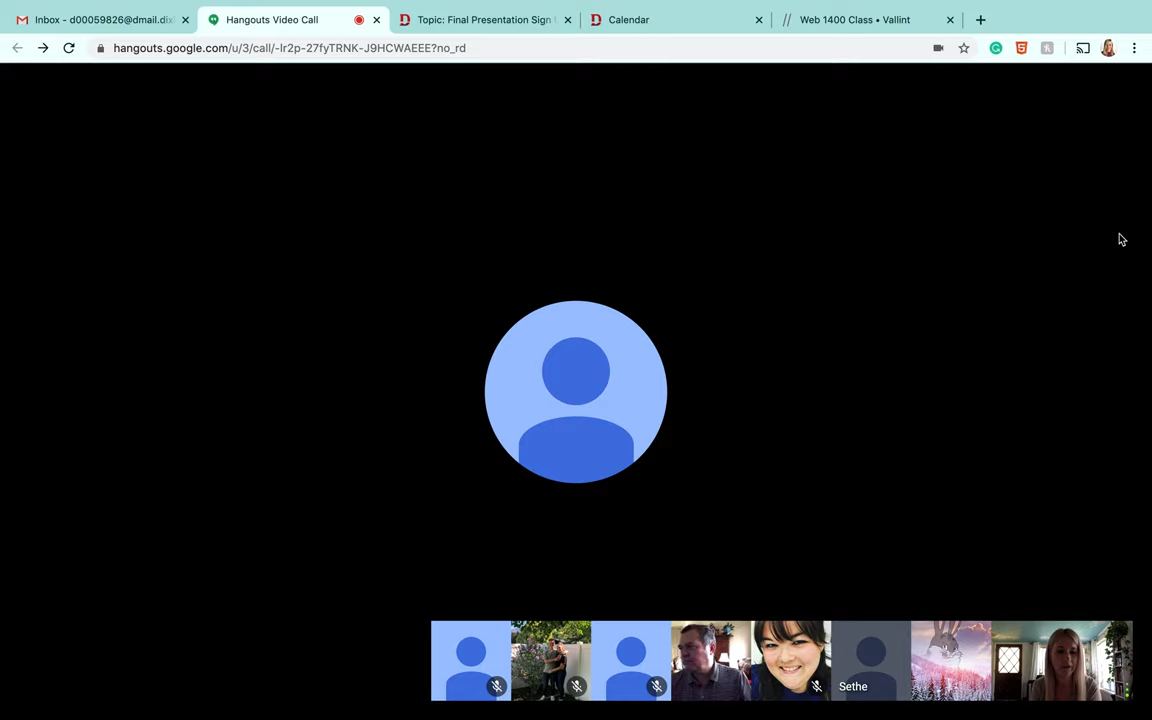 Inbox - d00059826@dmail.dix
Hangouts Video Call
Topic: Final Presentation Sign
Calendar
Web 1400 Class • Vallint
hangouts.google.com/u/3/call/-lr2p-27fyTRNK-J9HCWAEEE?no_rd
Sethe